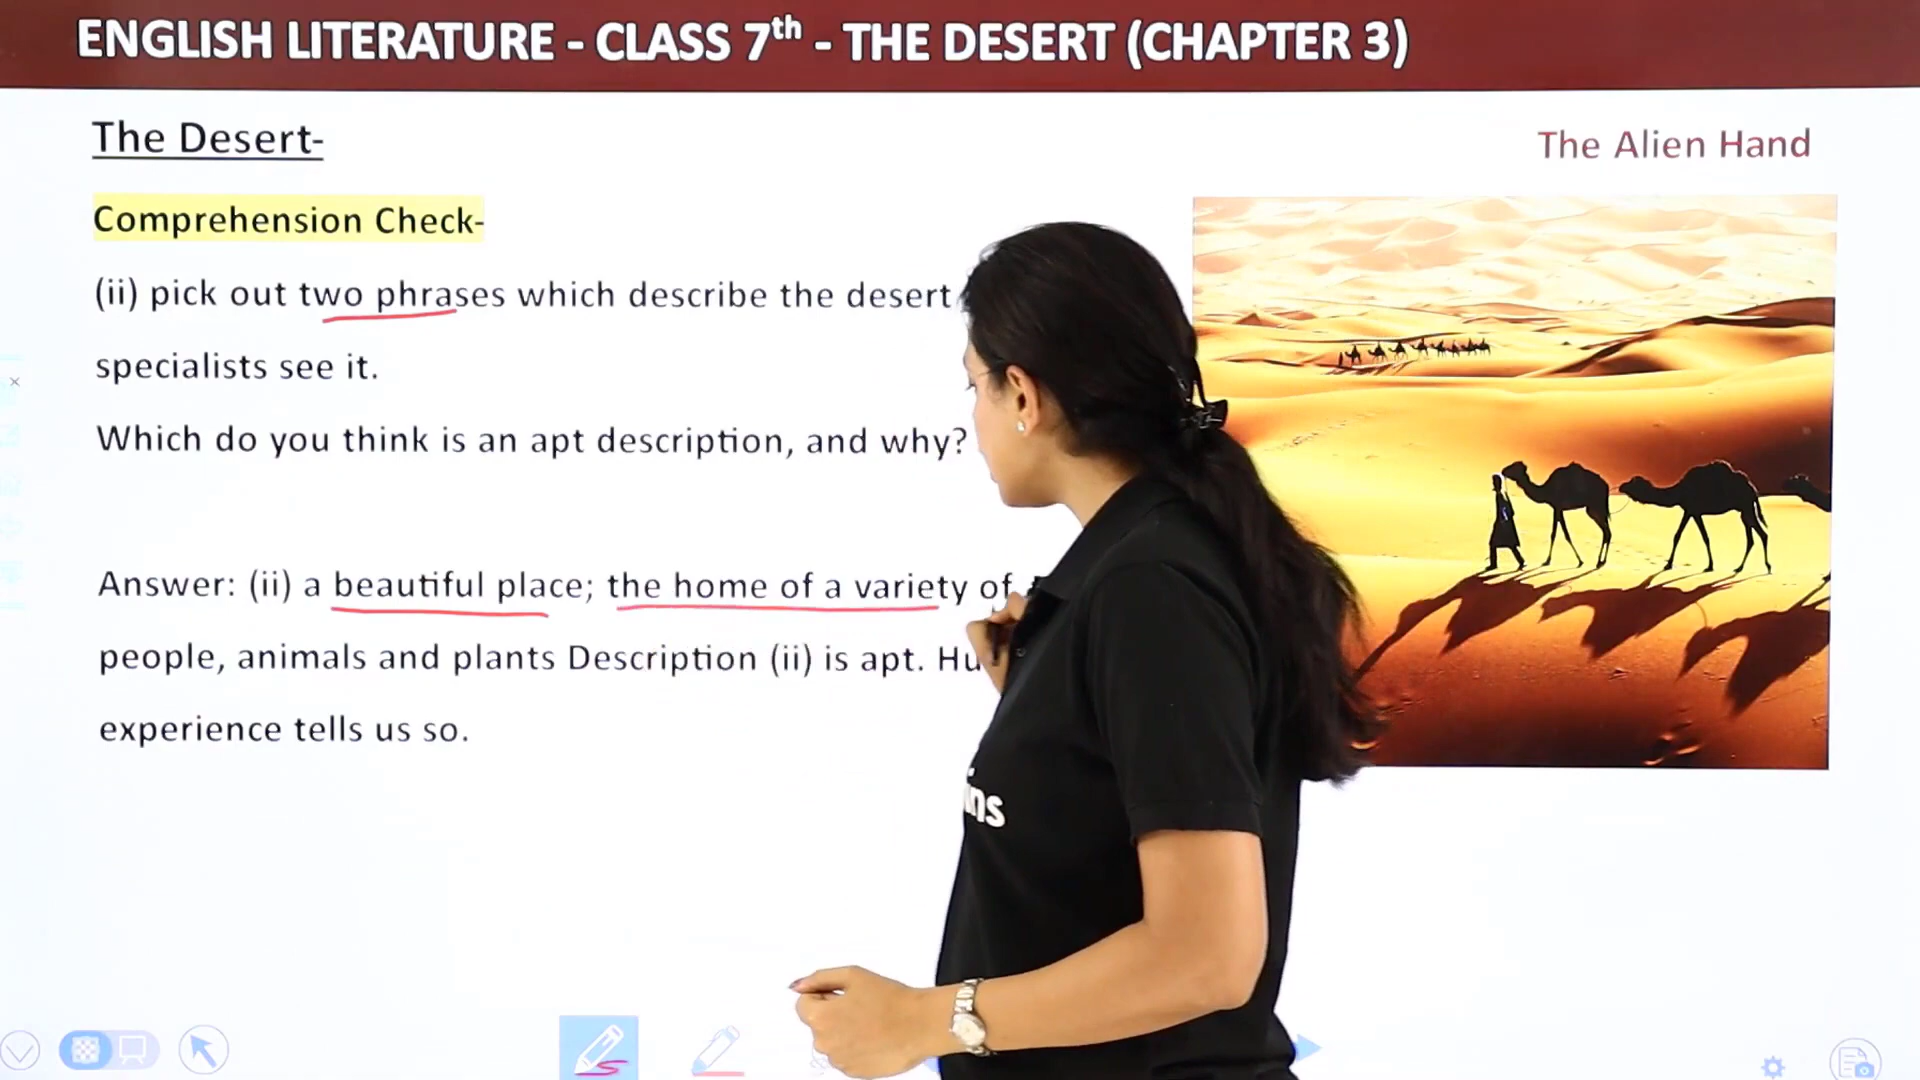 ENGLISH LITERATURE - CLASS 7th - THE DESERT (CHAPTER 3)
The Desert-
The Alien Hand
Comprehension Check-
(ii) pick out two phrases which describe the desert
specialists see it.
Which do you think is an apt description, and why?
Answer: (ii) a beautiful place; the home of a variety of
people, animals and plants Description (ii) is apt.
experience tells us so.